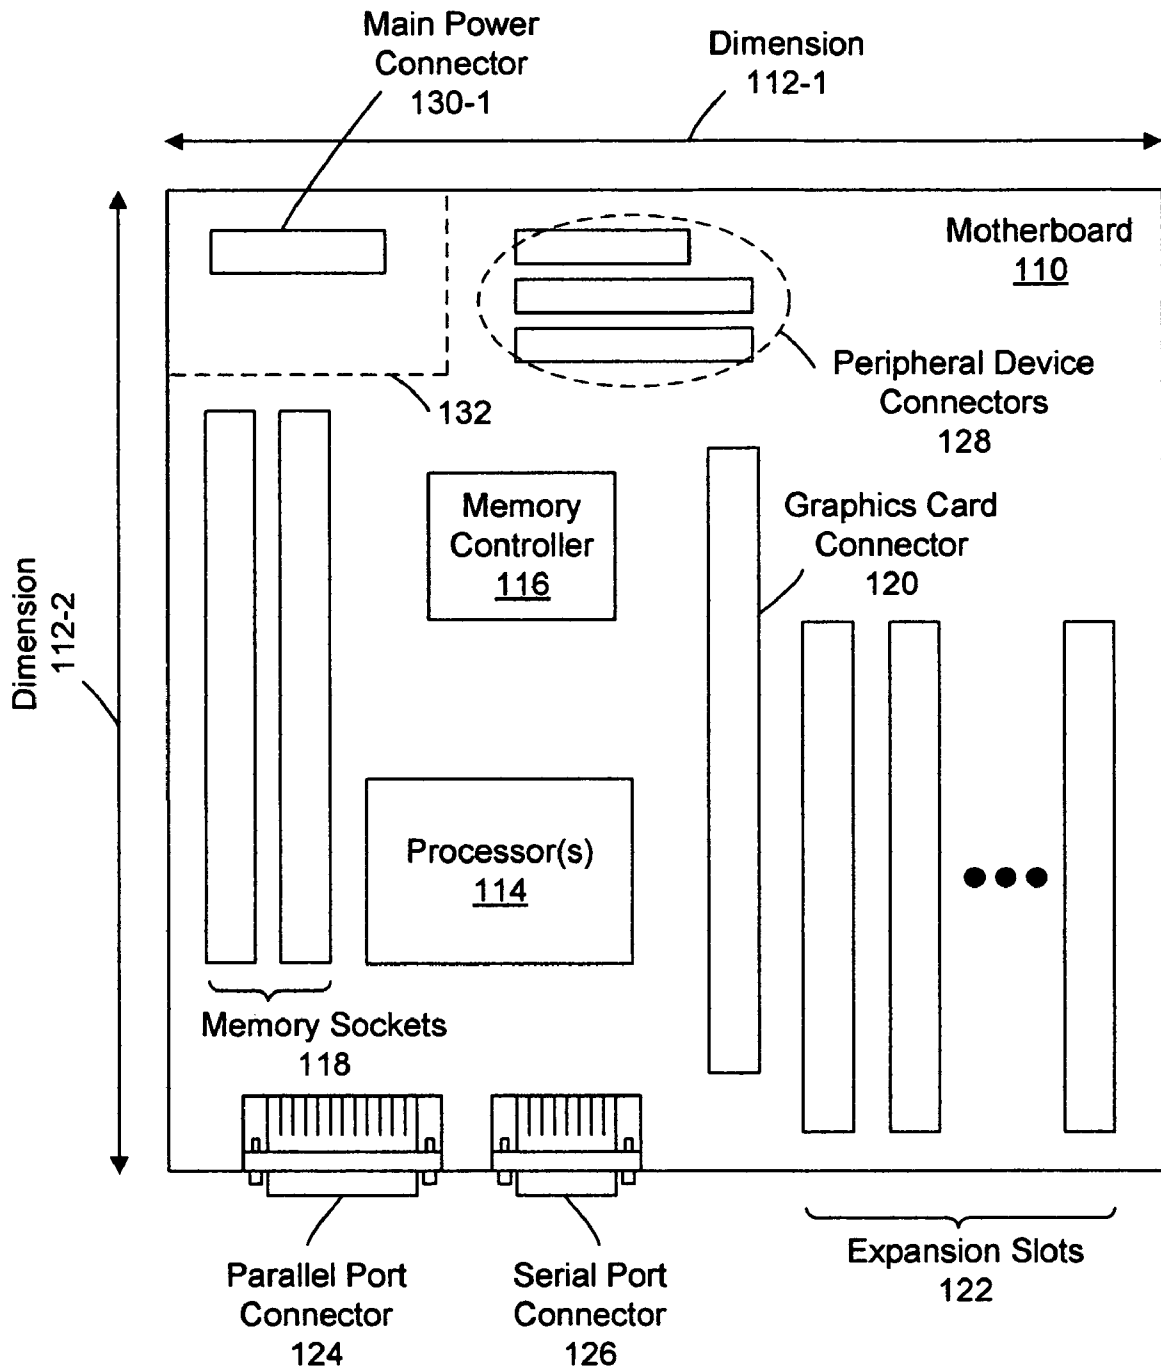 Main Power
Connector
130-1
Dimension
112-1
Motherboard
110
132
Peripheral Device
Connectors
128
Memory
Controller
116
Graphics Card
Connector
120
Dimension
112-2
Processor(s)
114
Memory Sockets
118
Parallel Port
Connector
124
Serial Port
Connector
126
Expansion Slots
122